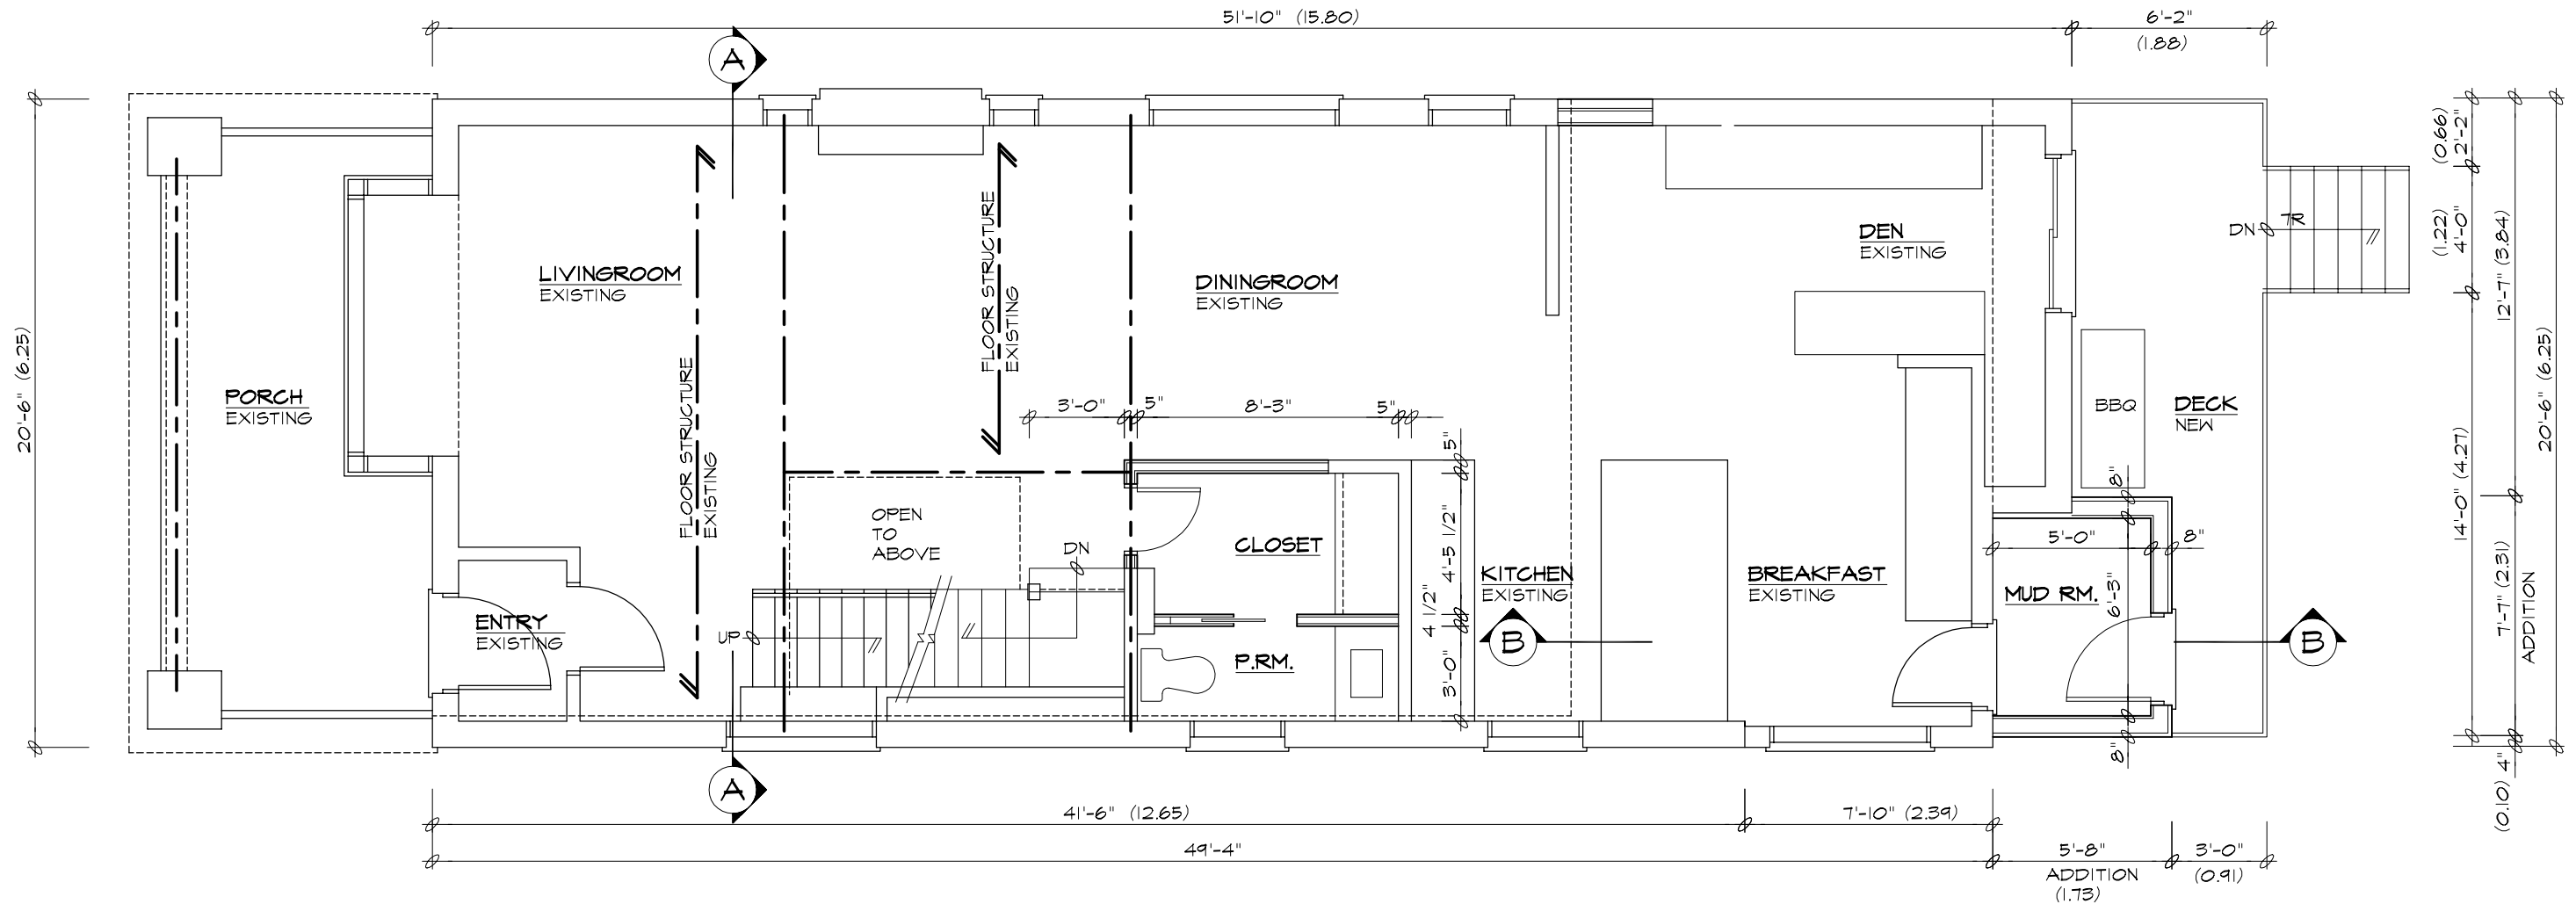 51'-10" (15.80)
6'-2"
(1.88)
A
20'-6" (6.25)
PORCH
EXISTING
LIVINGROOM
EXISTING
FLOOR STRUCTURE
EXISTING
FLOOR STRUCTURE
EXISTING
DININGROOM
EXISTING
DEN
EXISTING
DN
7R
BBQ
DECK
NEW
3'-0"
5"
8'-3"
5"
5"
4'-5 1/2"
4 1/2"
3'-0"
OPEN
TO
ABOVE
DN
UP
ENTRY
EXISTING
CLOSET
P.RM.
KITCHEN
EXISTING
B
BREAKFAST
EXISTING
MUD RM.
5'-0"
8"
8"
6'-3"
8"
B
2'-2"
(0.66)
4'-0"
(1.22)
14'-0" (4.27)
12'-7" (3.84)
7'-7" (2.31)
ADDITION
4"
(0.10)
20'-6" (6.25)
A
41'-6" (12.65)
7'-10" (2.39)
49'-4"
5'-8"
ADDITION
(1.73)
3'-0"
(0.91)